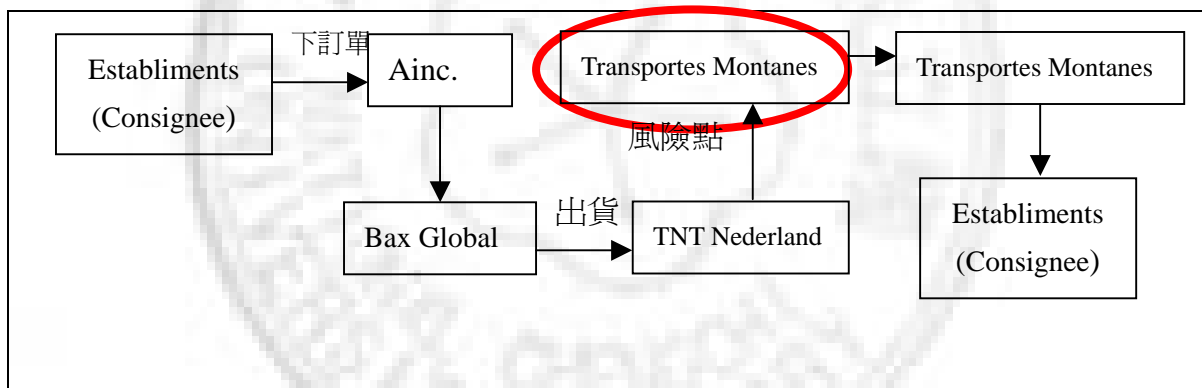 Establiments
(Consignee)
下訂單
Ainc.
Bax Global
出貨
TNT Nederland
風險點
Transportes Montanes
Transportes Montanes
Establiments
(Consignee)